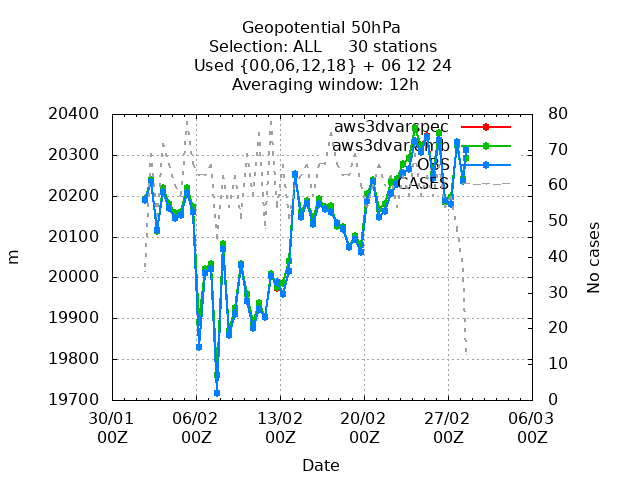 Geopotential 50hPa
Selection: ALL 30 stations
Used {00,06,12,18} + 06 12 24
Averaging window: 12h
20400
20300
20200
20100
20000
19900
19800
19700
m
80
70
60
50
40
30
20
10
0
No cases
aws3dvarspec
OBS
CASES
30/01 06/02 13/02 20/02 27/02 06/03
00Z 00Z 00Z 00Z 00Z 00Z
Date